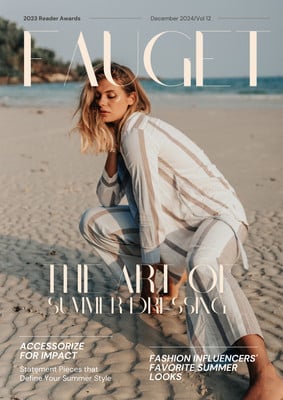 2023 Reader Awards
December 2024/Vol 12
FAUGET
THE ART OF
SUMMER DRESSING
ACCESSORIZE
FOR IMPACT
Statement Pieces that
Define Your Summer Style
FASHION INFLUENCERS'
FAVORITE SUMMER
LOOKS